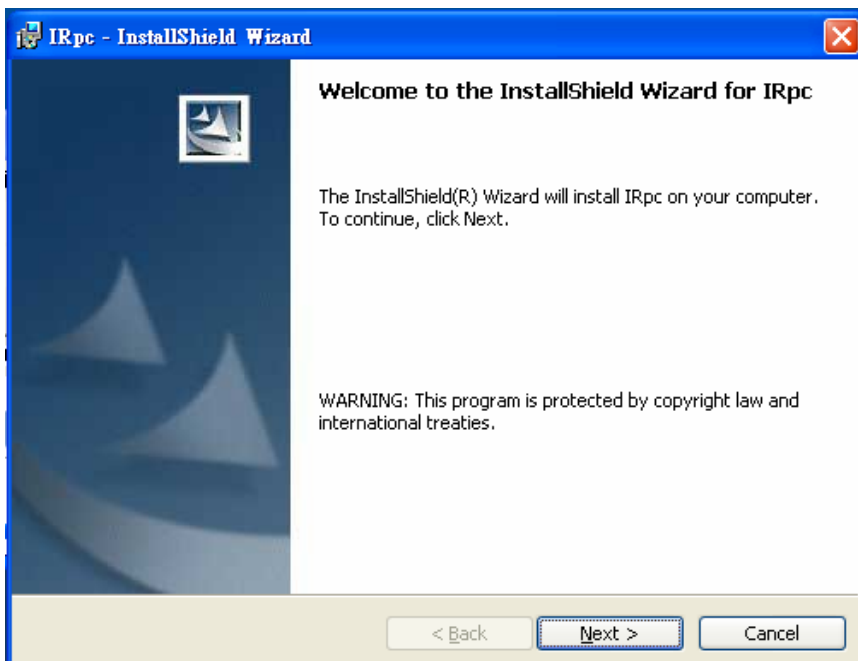 IRpc - InstallShield Wizard
Welcome to the InstallShield Wizard for IRpc
The InstallShield(R) Wizard will install IRpc on your computer.
To continue, click Next.
WARNING: This program is protected by copyright law and
international treaties.
< Back
Next >
Cancel